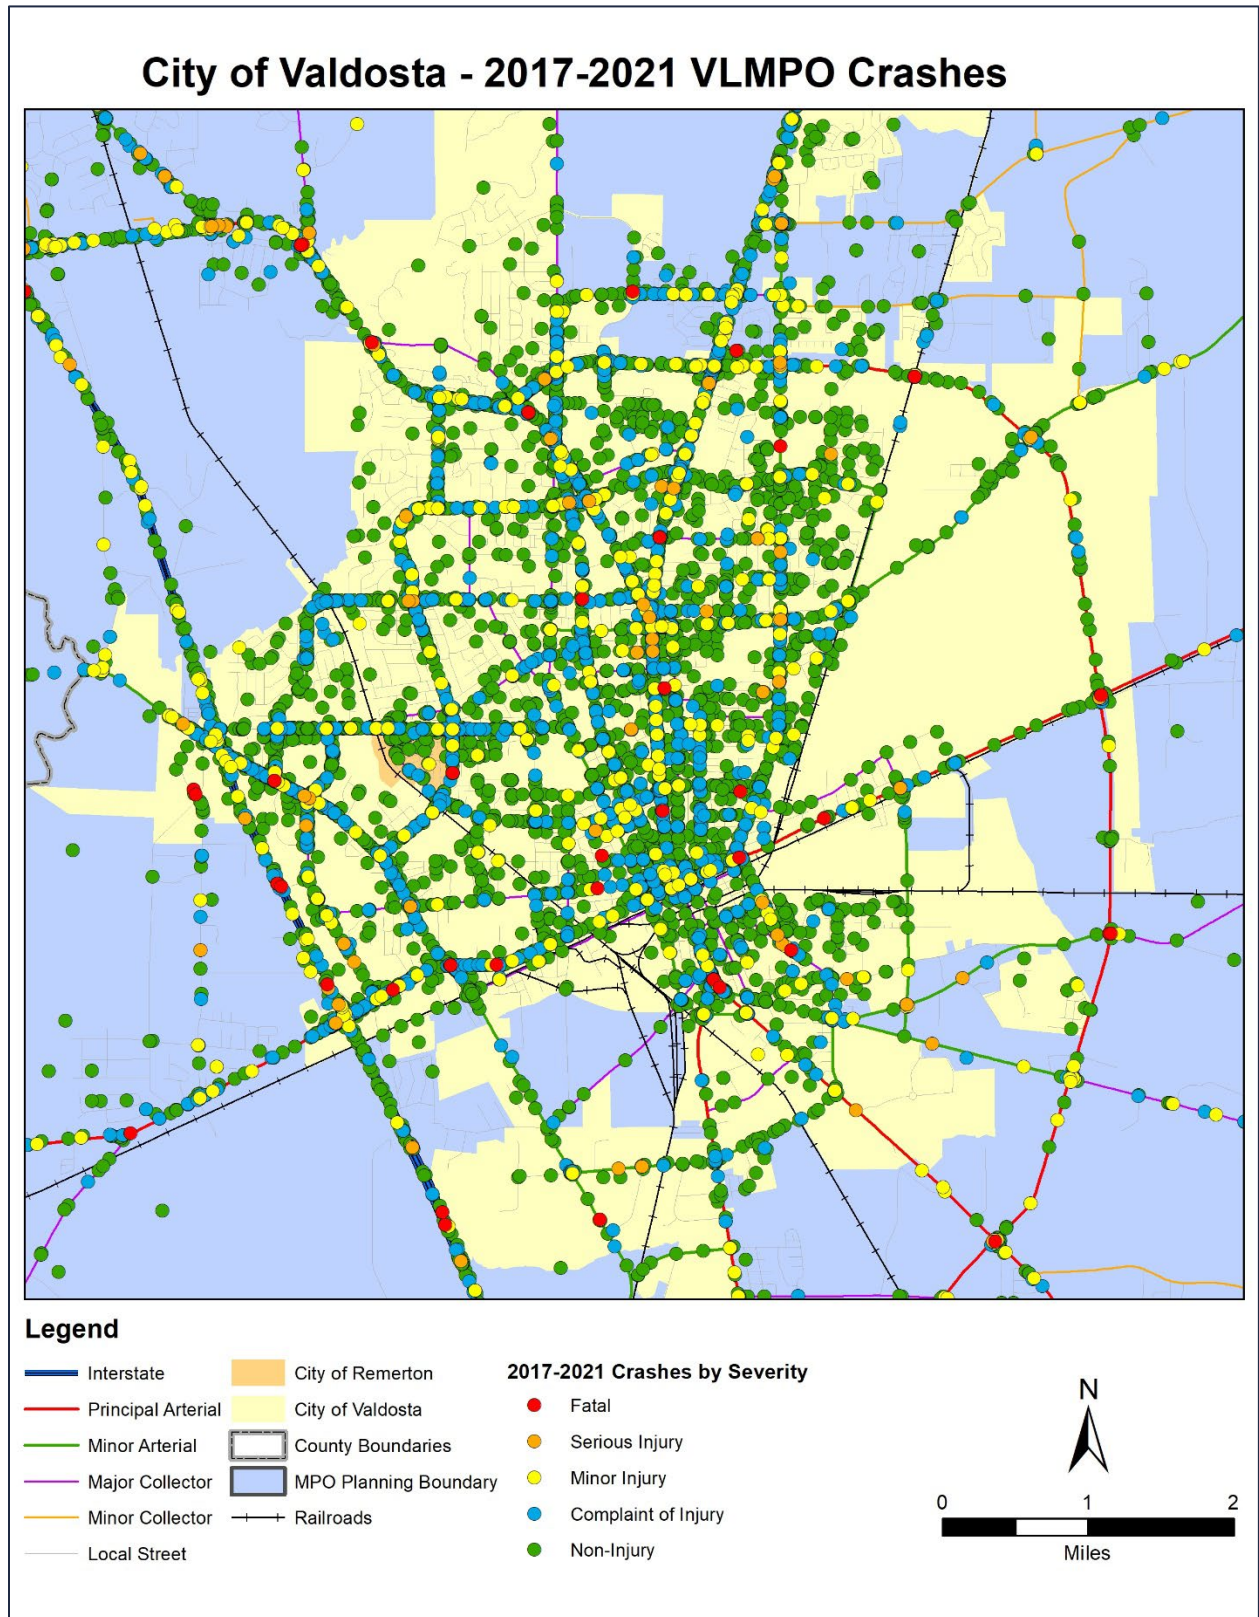 City of Valdosta - 2017-2021 VLMPO Crashes
Legend
Interstate
Principal Arterial
Minor Arterial
Major Collector
Minor Collector
Local Street
City of Remerton
City of Valdosta
County Boundaries
MPO Planning Boundary
Railroads
2017-2021 Crashes by Severity
Fatal
Serious Injury
Minor Injury
Complaint of Injury
Non-Injury
N
0 1 2
Miles